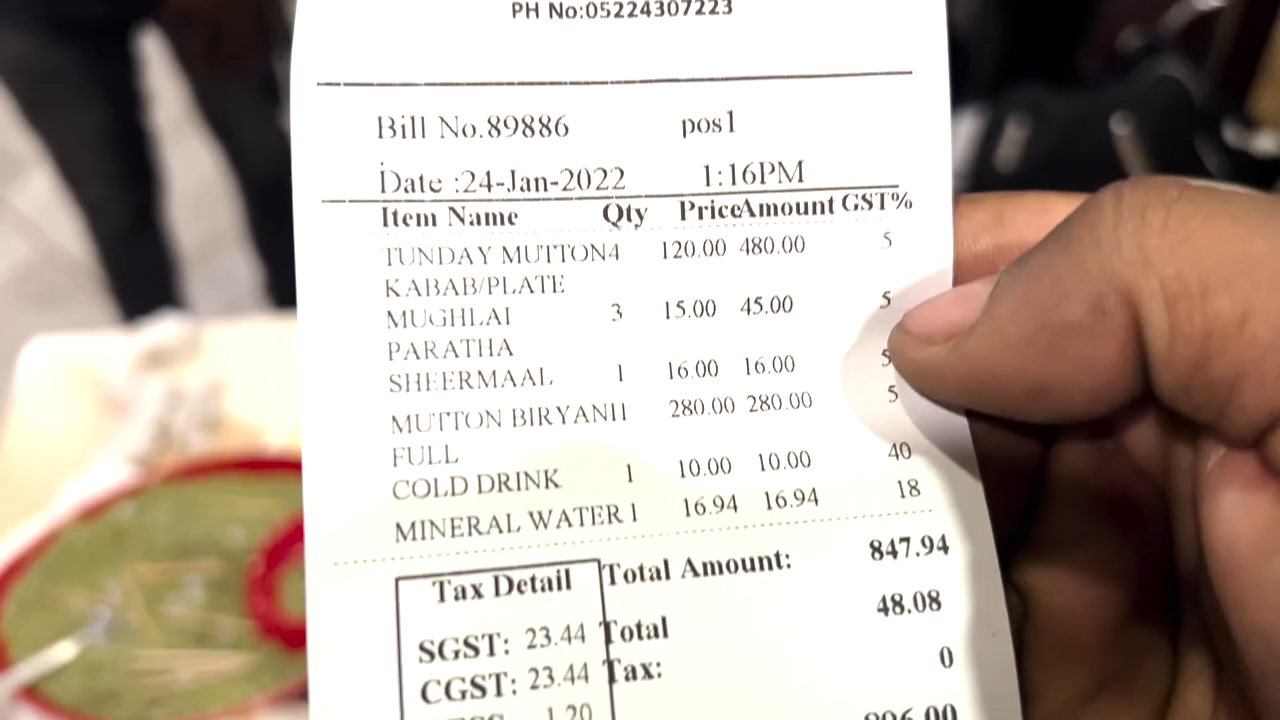 PH No:05224307223
Bill No.89886 pos1
Date :24-Jan-2022 1:16PM
Item Name Qty PriceAmount GST%
TUNDAY MUTTON4 120.00 480.00 5
KABAB/PLATE
MUGHLAI 3 15.00 45.00 5
PARATHA
SHEERMAAL 1 16.00 16.00 5
MUTTON BIRYANI1 280.00 280.00 5
FULL
COLD DRINK 1 10.00 10.00 40
MINERAL WATER 1 16.94 16.94 18
Tax Detail Total Amount: 847.94
SGST: 23.44 Total 48.08
CGST: 23.44 Tax: 0
1.20